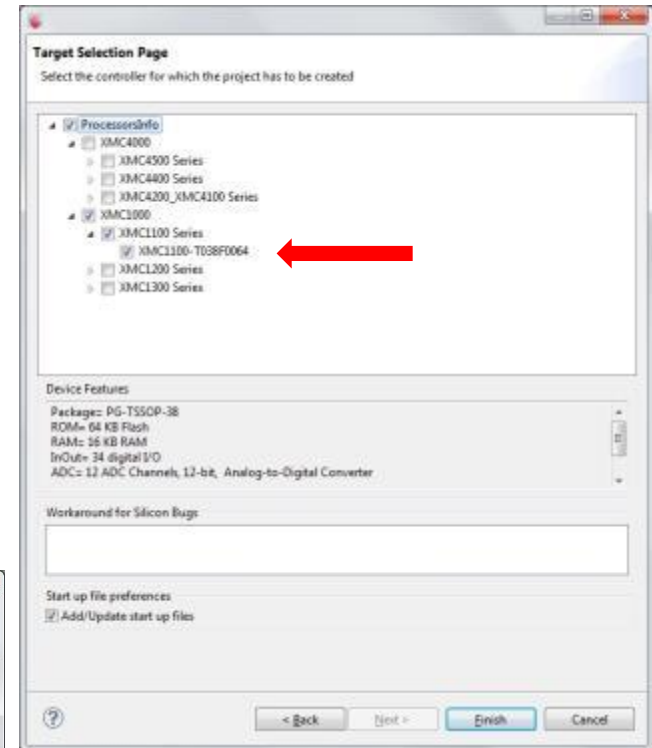 Target Selection Page
Select the controller for which the project has to be created
ProcessorsInfo
XMC4000
XMC4500 Series
XMC4400 Series
XMC4200_XMC4100 Series
XMC1000
XMC1100 Series
XMC1100-T038F0064
XMC1200 Series
XMC1300 Series
Device Features
Package= PG-TSSOP-38
ROM= 64 KB Flash
RAM= 16 KB RAM
InOut= 34 digital I/O
ADC= 12 ADC Channels, 12-bit, Analog-to-Digital Converter
Workaround for Silicon Bugs
Start up file preferences
Add/Update start up files
? < Back Next > Finish Cancel